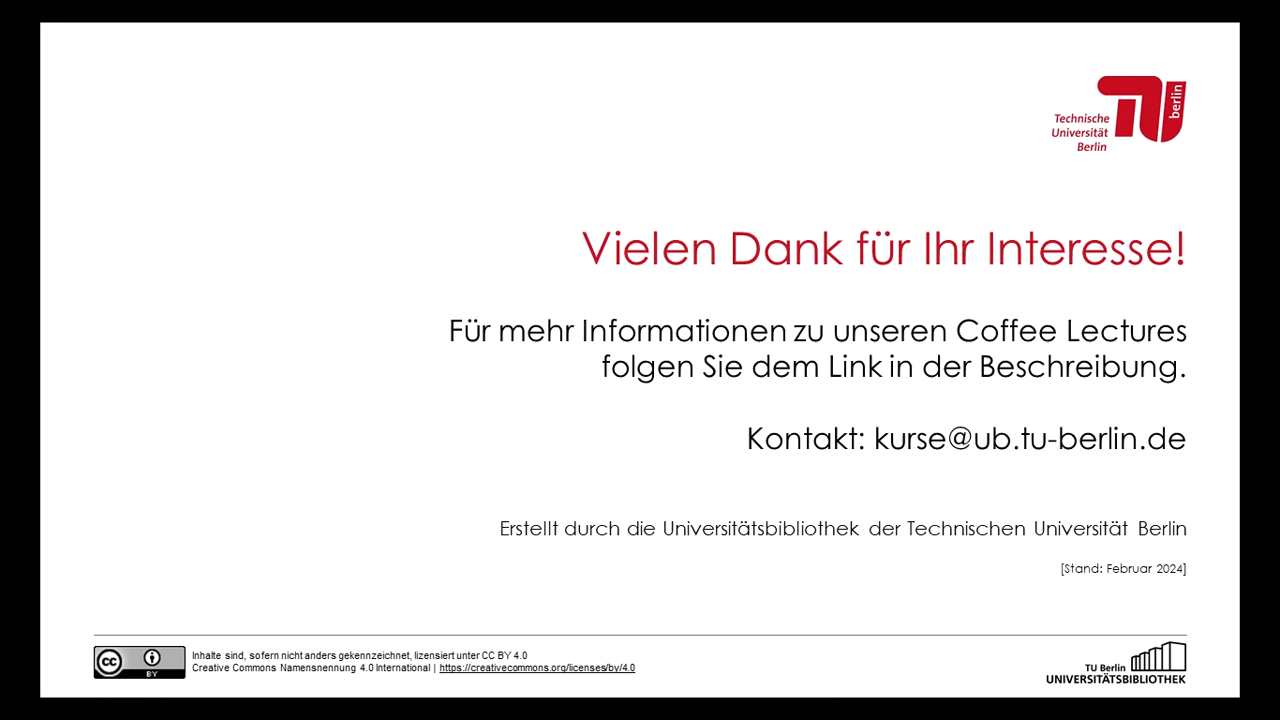 Technische
Universität
Berlin
berlin
Vielen Dank für Ihr Interesse!
Für mehr Informationen zu unseren Coffee Lectures
folgen Sie dem Link in der Beschreibung.
Kontakt: kurse@ub.tu-berlin.de
Erstellt durch die Universitätsbibliothek der Technischen Universität Berlin
[Stand: Februar 2024]
cc
BY
Inhalte sind, sofern nicht anders gekennzeichnet, lizensiert unter CC BY 4.0
Creative Commons Namensnennung 4.0 International | https://creativecommons.org/licenses/by/4.0
TU Berlin
UNIVERSITÄTSBIBLIOTHEK